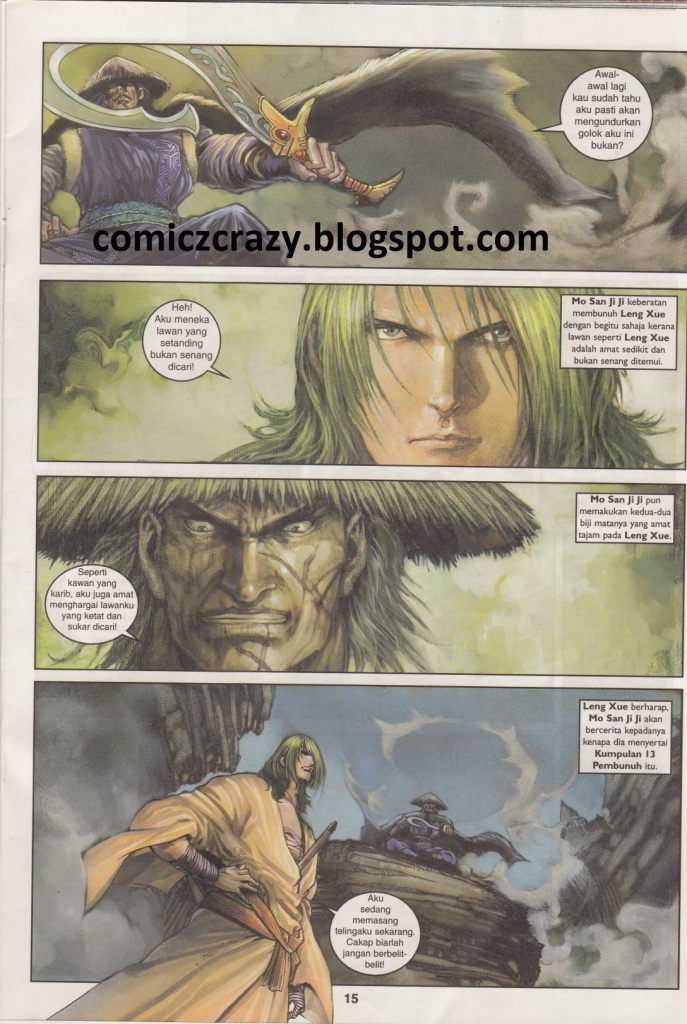 Awal-
awal lagi
kau sudah tahu
aku pasti akan
mengundurkan
golok aku ini
bukan?
comiczcrazy.blogspot.com
Heh!
Aku meneka
lawan yang
setanding
bukan senang
dicari!
Mo San Ji Ji keberatan
membunuh Leng Xue
dengan begitu sahaja kerana
lawan seperti Leng Xue
adalah amat sedikit dan
bukan senang ditemui.
Mo San Ji Ji pun
memakukan kedua-dua
biji matanya yang amat
tajam pada Leng Xue.
Seperti
kawan yang
karib, aku juga amat
menghargai lawanku
yang ketat dan
sukar dicari!
Leng Xue berharap,
Mo San Ji Ji akan
bercerita kepadanya
kenapa dia menyertai
Kumpulan 13
Pembunuh itu.
Aku
sedang
memasang
telingaku sekarang.
Cakap biarlah
jangan berbelit-
belit!
15